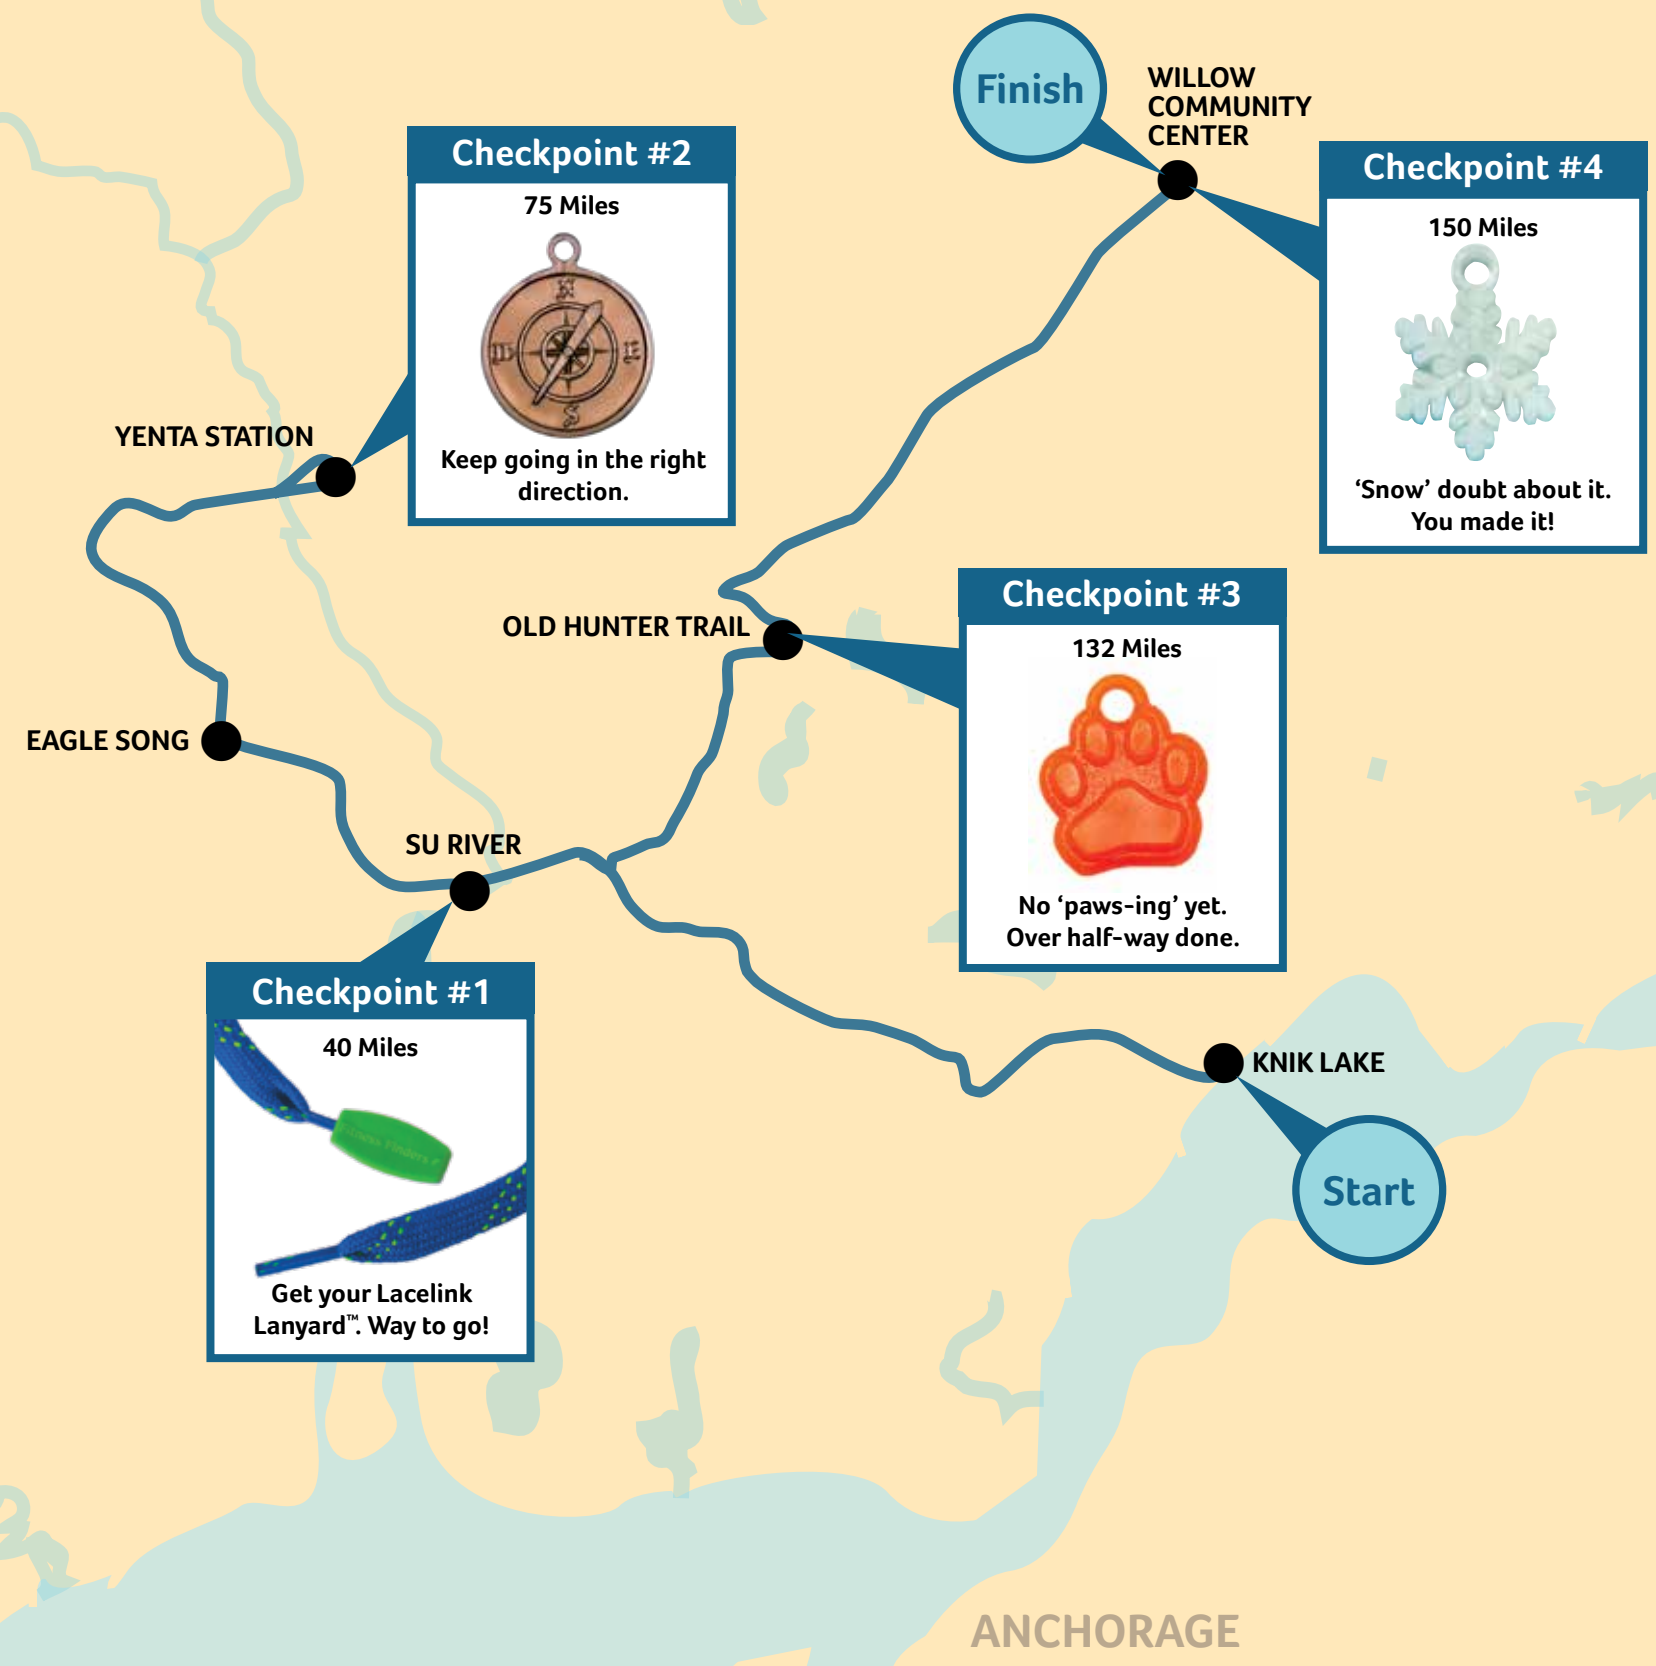 Finish
WILLOW
COMMUNITY
CENTER
Checkpoint #2
75 Miles
N
E
S
Keep going in the right
direction.
Checkpoint #4
150 Miles
‘Snow’ doubt about it.
You made it!
YENTA STATION
OLD HUNTER TRAIL
Checkpoint #3
132 Miles
No ‘paws-ing’ yet.
Over half-way done.
EAGLE SONG
SU RIVER
Checkpoint #1
40 Miles
Fitness Finders
Get your Lacelink
Lanyard™. Way to go!
KNIK LAKE
Start
ANCHORAGE